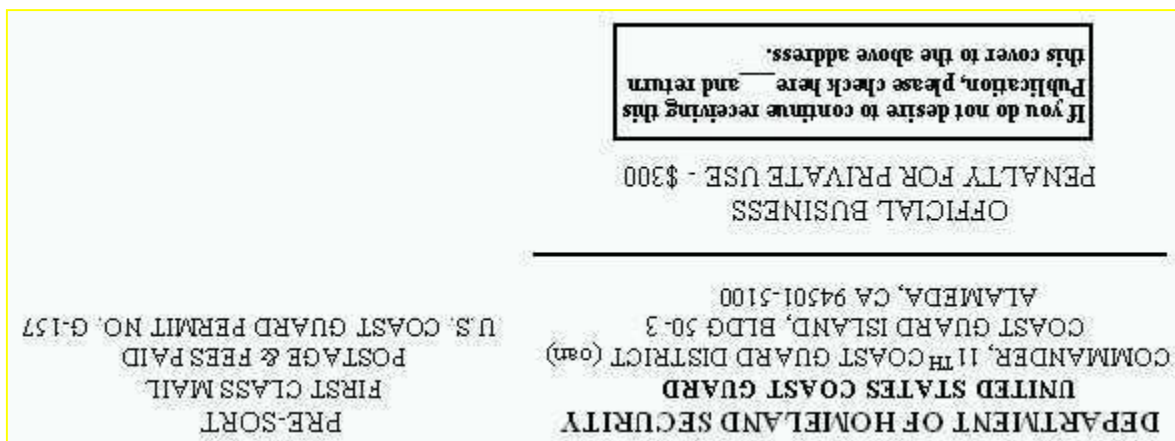 DEPARTMENT OF HOMELAND SECURITY
UNITED STATES COAST GUARD
COMMANDER, 11TH COAST GUARD DISTRICT (oan)
COAST GUARD ISLAND, BLDG 50-3
ALAMEDA, CA 94501-5100
OFFICIAL BUSINESS
PENALTY FOR PRIVATE USE - $300
If you do not desire to continue receiving this
Publication, please check here___and return
this cover to the above address.
PRE-SORT
FIRST CLASS MAIL
POSTAGE & FEES PAID
U.S. COAST GUARD PERMIT NO. G-157